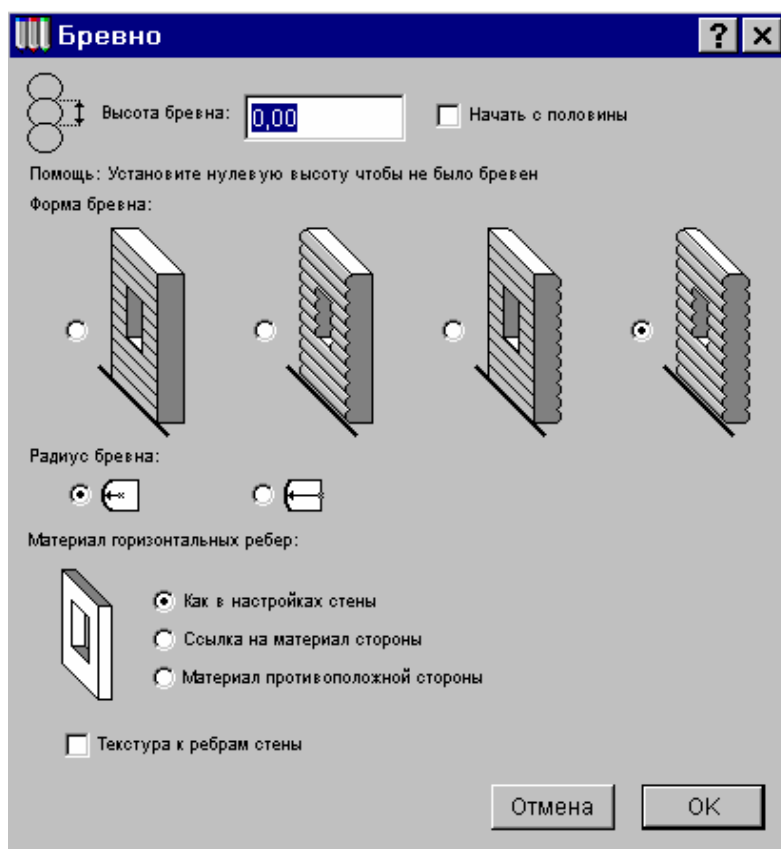 Бревно
Высота бревна: 0,00 Начать с половины
Помощь: Установите нулевую высоту чтобы не было бревен
Форма бревна:
Радиус бревна:
Материал горизонтальных ребер:
Как в настройках стены
Ссылка на материал стороны
Материал противоположной стороны
Текстура к ребрам стены
Отмена OK